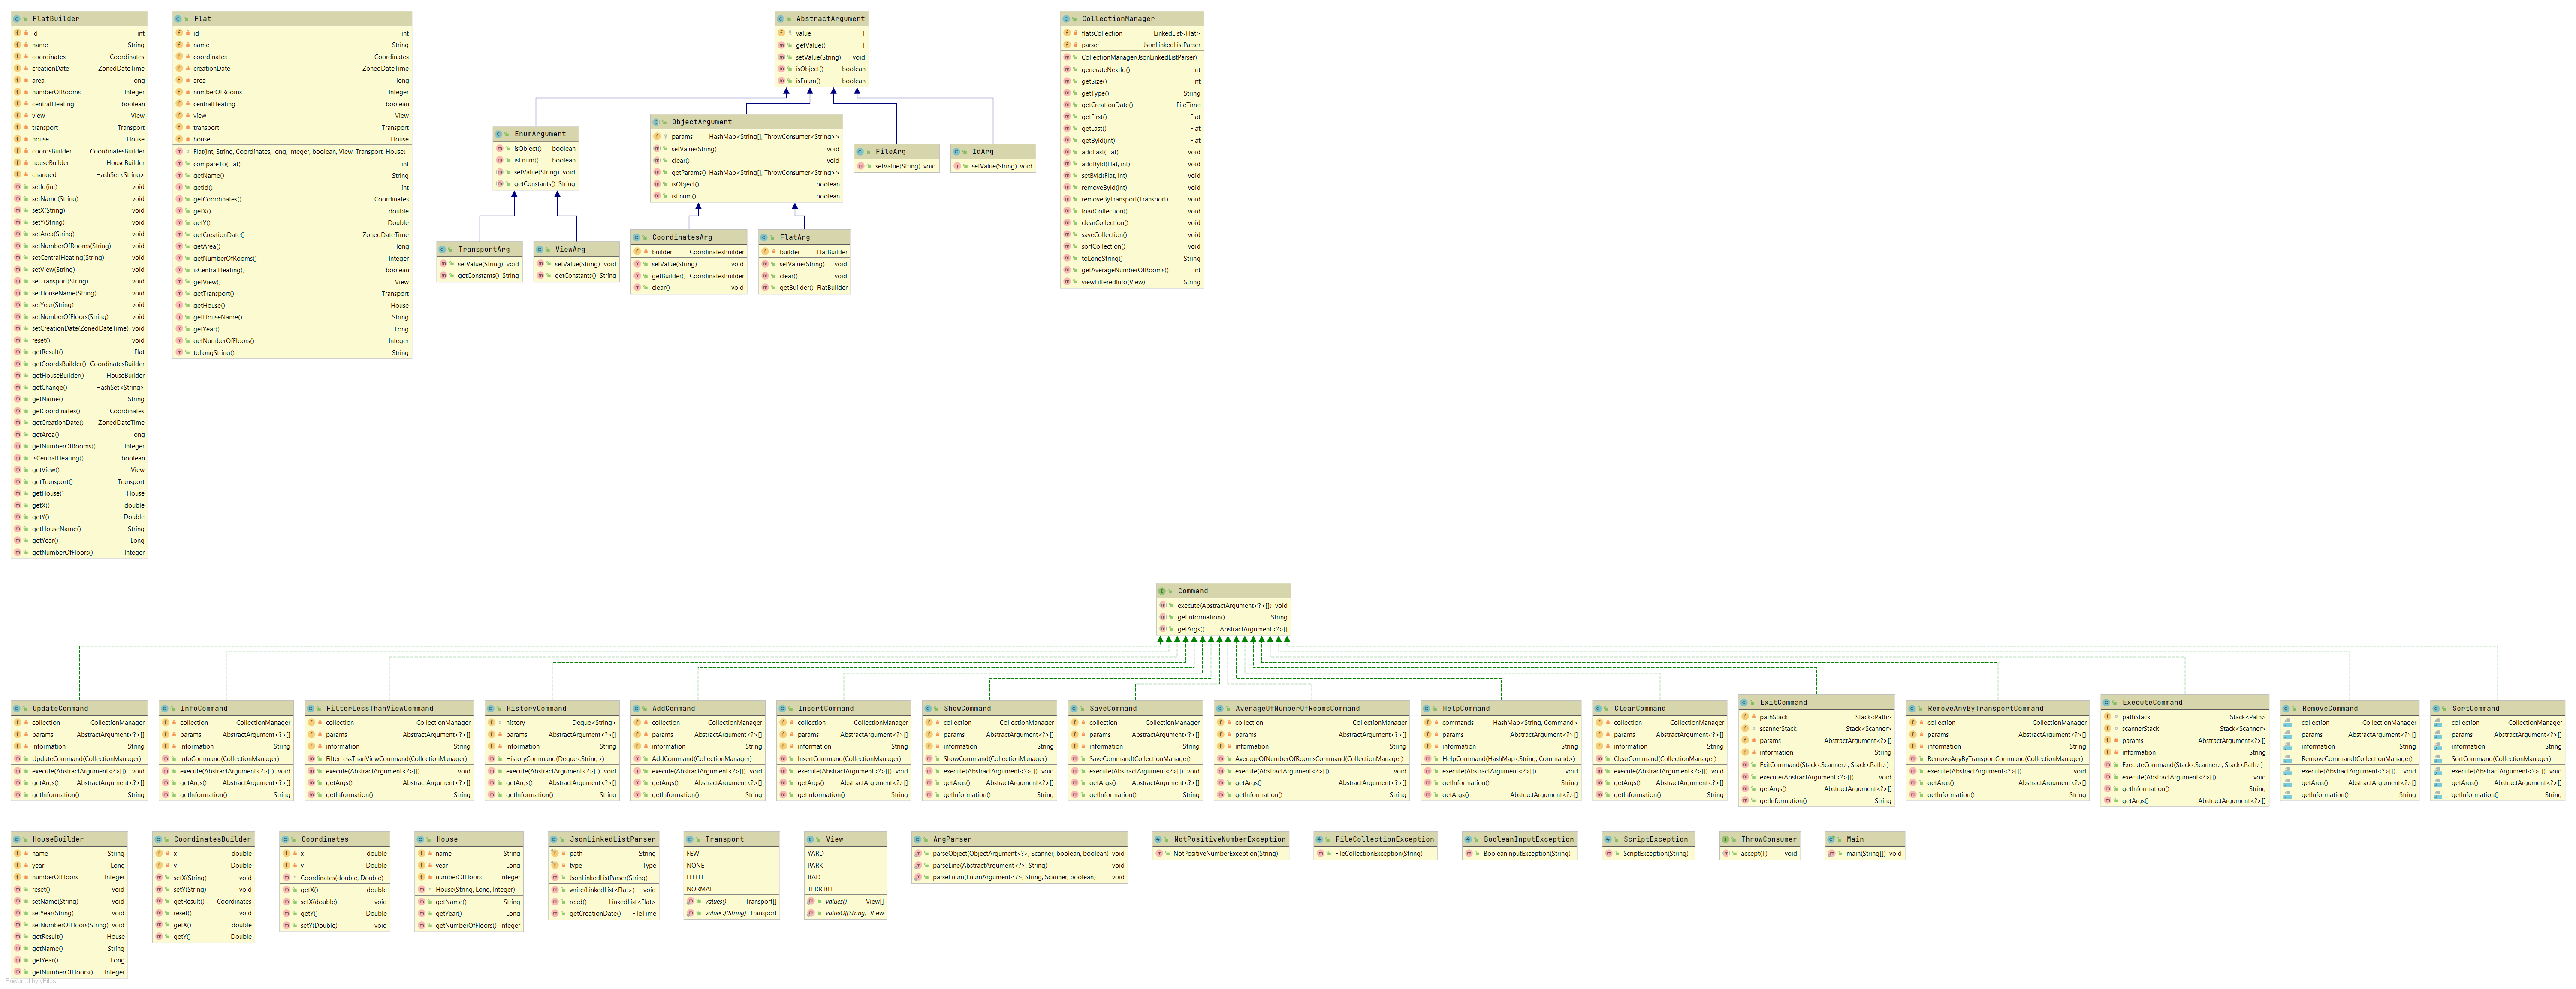 FlatBuilder
id int
name String
coordinates Coordinates
creationDate ZonedDateTime
area long
numberOfRooms Integer
centralHeating boolean
view View
transport Transport
house House
coordsBuilder CoordinatesBuilder
houseBuilder HouseBuilder
changed HashSet<String>
setId(int) void
setName(String) void
setX(String) void
setY(String) void
setArea(String) void
setNumberOfRooms(String) void
setCentralHeating(String) void
setView(String) void
setTransport(String) void
setHouseName(String) void
setYear(String) void
setNumberOfFloors(String) void
setCreationDate(ZonedDateTime) void
reset() void
getResult() Flat
getCoordsBuilder() CoordinatesBuilder
getHouseBuilder() HouseBuilder
getChange() HashSet<String>
getName() String
getCoordinates() Coordinates
getCreationDate() ZonedDateTime
getArea() long
getNumberOfRooms() Integer
isCentralHeating() boolean
getView() View
getTransport() Transport
getHouse() House
getX() double
getY() Double
getHouseName() String
getYear() Long
getNumberOfFloors() Integer
Flat
id int
name String
coordinates Coordinates
creationDate ZonedDateTime
area long
numberOfRooms Integer
centralHeating boolean
view View
transport Transport
house House
Flat(int, String, Coordinates, long, Integer, boolean, View, Transport, House)
compareTo(Flat) int
getName() String
getId() int
getCoordinates() Coordinates
getX() double
getY() Double
getCreationDate() ZonedDateTime
getArea() long
getNumberOfRooms() Integer
isCentralHeating() boolean
getView() View
getTransport() Transport
getHouse() House
getHouseName() String
getYear() Long
getNumberOfFloors() Integer
toLongString() String
AbstractArgument
value T
getValue() T
setValue(String) void
isObject() boolean
isEnum() boolean
EnumArgument
isObject() boolean
isEnum() boolean
setValue(String) void
getConstants() String
ObjectArgument
params HashMap<String[], ThrowConsumer<String>>
setValue(String) void
clear() void
getParams() HashMap<String[], ThrowConsumer<String>>
isObject() boolean
isEnum() boolean
FileArg
setValue(String) void
IdArg
setValue(String) void
TransportArg
setValue(String) void
getConstants() String
ViewArg
setValue(String) void
getConstants() String
CoordinatesArg
builder CoordinatesBuilder
setValue(String) void
getBuilder() CoordinatesBuilder
clear() void
FlatArg
builder FlatBuilder
setValue(String) void
clear() void
getBuilder() FlatBuilder
CollectionManager
flatsCollection LinkedList<Flat>
parser JsonLinkedListParser
CollectionManager(JsonLinkedListParser)
generateNextId() int
getSize() int
getType() String
getCreationDate() FileTime
getFirst() Flat
getLast() Flat
getById(int) Flat
addLast(Flat) void
addById(Flat, int) void
setById(Flat, int) void
removeById(int) void
removeByTransport(Transport) void
loadCollection() void
clearCollection() void
saveCollection() void
sortCollection() void
toLongString() String
getAverageNumberOfRooms() int
viewFilteredInfo(View) String
Command
execute(AbstractArgument<?>[]) void
getInformation() String
getArgs() AbstractArgument<?>[]
UpdateCommand
collection CollectionManager
params AbstractArgument<?>[]
information String
UpdateCommand(CollectionManager)
execute(AbstractArgument<?>[]) void
getArgs() AbstractArgument<?>[]
getInformation() String
InfoCommand
collection CollectionManager
params AbstractArgument<?>[]
information String
InfoCommand(CollectionManager)
execute(AbstractArgument<?>[]) void
getArgs() AbstractArgument<?>[]
getInformation() String
FilterLessThanViewCommand
collection CollectionManager
params AbstractArgument<?>[]
information String
FilterLessThanViewCommand(CollectionManager)
execute(AbstractArgument<?>[]) void
getArgs() AbstractArgument<?>[]
getInformation() String
HistoryCommand
history Deque<String>
params AbstractArgument<?>[]
information String
HistoryCommand(Deque<String>)
execute(AbstractArgument<?>[]) void
getArgs() AbstractArgument<?>[]
getInformation() String
AddCommand
collection CollectionManager
params AbstractArgument<?>[]
information String
AddCommand(CollectionManager)
execute(AbstractArgument<?>[]) void
getArgs() AbstractArgument<?>[]
getInformation() String
InsertCommand
collection CollectionManager
params AbstractArgument<?>[]
information String
InsertCommand(CollectionManager)
execute(AbstractArgument<?>[]) void
getArgs() AbstractArgument<?>[]
getInformation() String
ShowCommand
collection CollectionManager
params AbstractArgument<?>[]
information String
ShowCommand(CollectionManager)
execute(AbstractArgument<?>[]) void
getArgs() AbstractArgument<?>[]
getInformation() String
SaveCommand
collection CollectionManager
params AbstractArgument<?>[]
information String
SaveCommand(CollectionManager)
execute(AbstractArgument<?>[]) void
getArgs() AbstractArgument<?>[]
getInformation() String
AverageOfNumberOfRoomsCommand
collection CollectionManager
params AbstractArgument<?>[]
information String
AverageOfNumberOfRoomsCommand(CollectionManager)
execute(AbstractArgument<?>[]) void
getArgs() AbstractArgument<?>[]
getInformation() String
HelpCommand
commands HashMap<String, Command>
params AbstractArgument<?>[]
information String
HelpCommand(HashMap<String, Command>)
execute(AbstractArgument<?>[]) void
getInformation() String
getArgs() AbstractArgument<?>[]
ClearCommand
collection CollectionManager
params AbstractArgument<?>[]
information String
ClearCommand(CollectionManager)
execute(AbstractArgument<?>[]) void
getArgs() AbstractArgument<?>[]
getInformation() String
ExitCommand
pathStack Stack<Path>
scannerStack Stack<Scanner>
params AbstractArgument<?>[]
information String
ExitCommand(Stack<Scanner>, Stack<Path>)
execute(AbstractArgument<?>[]) void
getArgs() AbstractArgument<?>[]
getInformation() String
RemoveAnyByTransportCommand
collection CollectionManager
params AbstractArgument<?>[]
information String
RemoveAnyByTransportCommand(CollectionManager)
execute(AbstractArgument<?>[]) void
getArgs() AbstractArgument<?>[]
getInformation() String
ExecuteCommand
pathStack Stack<Path>
scannerStack Stack<Scanner>
params AbstractArgument<?>[]
information String
ExecuteCommand(Stack<Scanner>, Stack<Path>)
execute(AbstractArgument<?>[]) void
getInformation() String
getArgs() AbstractArgument<?>[]
RemoveCommand
collection CollectionManager
params AbstractArgument<?>[]
information String
RemoveCommand(CollectionManager)
execute(AbstractArgument<?>[]) void
getArgs() AbstractArgument<?>[]
getInformation() String
SortCommand
collection CollectionManager
params AbstractArgument<?>[]
information String
SortCommand(CollectionManager)
execute(AbstractArgument<?>[]) void
getArgs() AbstractArgument<?>[]
getInformation() String
HouseBuilder
name String
year Long
numberOfFloors Integer
reset() void
setName(String) void
setYear(String) void
setNumberOfFloors(String) void
getResult() House
getName() String
getYear() Long
getNumberOfFloors() Integer
CoordinatesBuilder
x double
y Double
setX(String) void
setY(String) void
getResult() Coordinates
reset() void
getX() double
getY() Double
Coordinates
x double
y Double
Coordinates(double, Double)
getX() double
setX(double) void
getY() Double
setY(Double) void
House
name String
year Long
numberOfFloors Integer
House(String, Long, Integer)
getName() String
getYear() Long
getNumberOfFloors() Integer
JsonLinkedListParser
path String
type Type
JsonLinkedListParser(String)
write(LinkedList<Flat>) void
read() LinkedList<Flat>
getCreationDate() FileTime
Transport
FEW
NONE
LITTLE
NORMAL
values() Transport[]
valueOf(String) Transport
View
YARD
PARK
BAD
TERRIBLE
values() View[]
valueOf(String) View
ArgParser
parseObject(ObjectArgument<?>, Scanner, boolean, boolean) void
parseLine(AbstractArgument<?>, String) void
parseEnum(EnumArgument<?>, String, Scanner, boolean) void
NotPositiveNumberException
NotPositiveNumberException(String)
FileCollectionException
FileCollectionException(String)
BooleanInputException
BooleanInputException(String)
ScriptException
ScriptException(String)
ThrowConsumer
accept(T) void
Main
main(String[]) void
Powered by yFiles